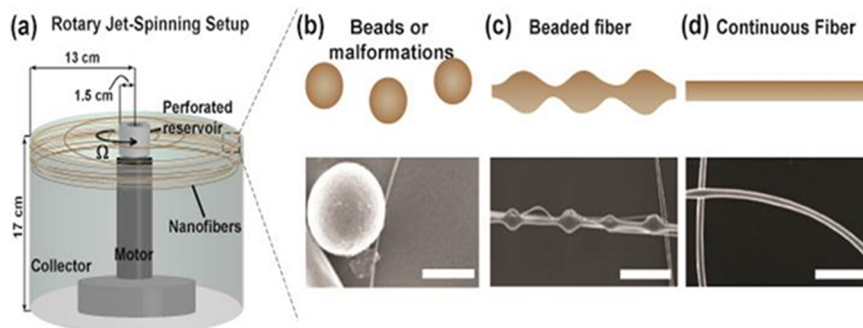 (a) Rotary Jet-Spinning Setup
13 cm
1.5 cm
Perforated
reservoir
Ω
Nanofibers
17 cm
Motor
Collector
(b) Beads or
malformations
(c) Beaded fiber
(d) Continuous Fiber